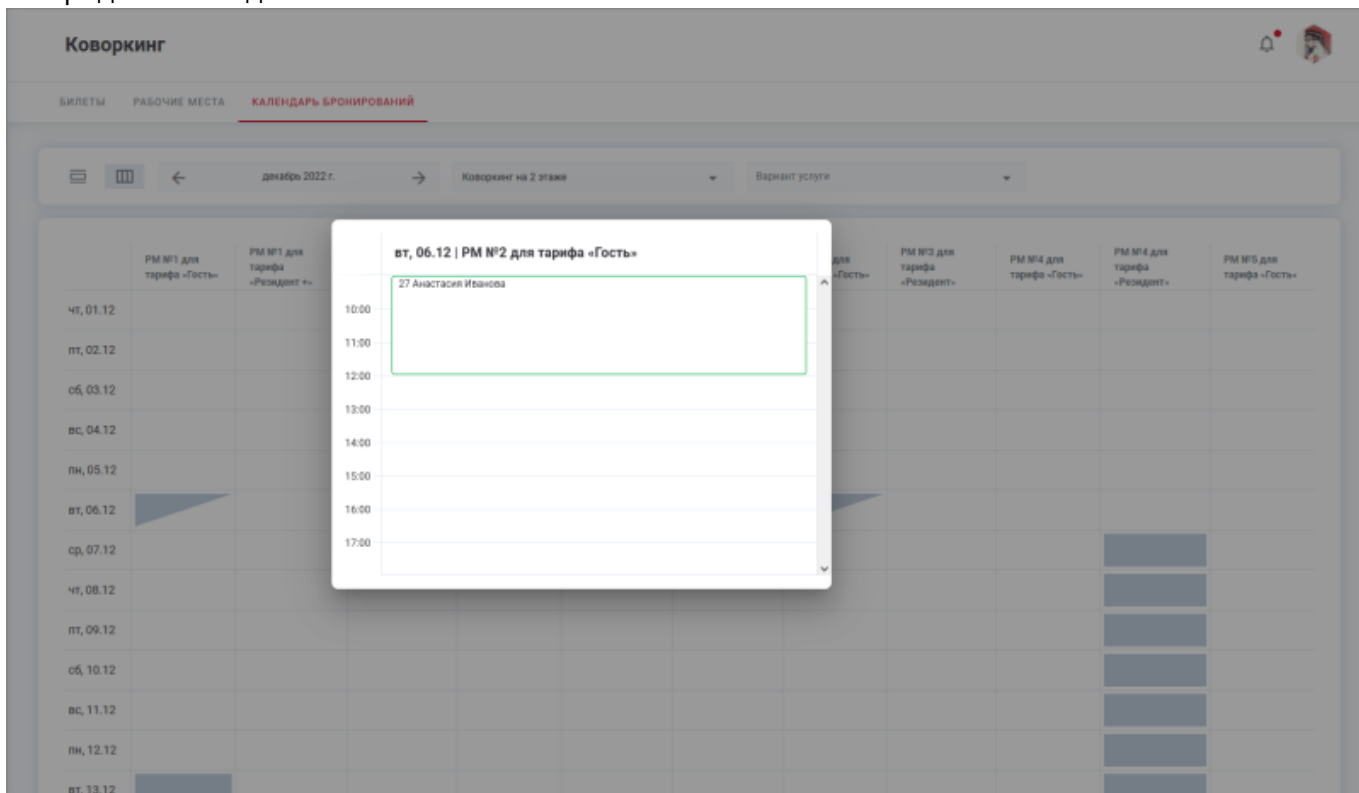 Коворкинг
БИЛЕТЫ РАБОЧИЕ МЕСТА КАЛЕНДАРЬ БРОНИРОВАНИЙ
декабрь 2022 г. Коворкинг на 2 этаже Вариант услуги
РМ №1 для тарифа «Гость»
РМ №1 для тарифа «Резидент +»
для «Гость»
РМ №3 для тарифа «Резидент»
РМ №4 для тарифа «Гость»
РМ №4 для тарифа «Резидент»
РМ №5 для тарифа «Гость»
вт, 06.12 | РМ №2 для тарифа «Гость»
27 Анастасия Иванова
10:00
11:00
12:00
13:00
14:00
15:00
16:00
17:00
чт, 01.12
пт, 02.12
сб, 03.12
вс, 04.12
пн, 05.12
вт, 06.12
ср, 07.12
чт, 08.12
пт, 09.12
сб, 10.12
вс, 11.12
пн, 12.12
вт, 13.12